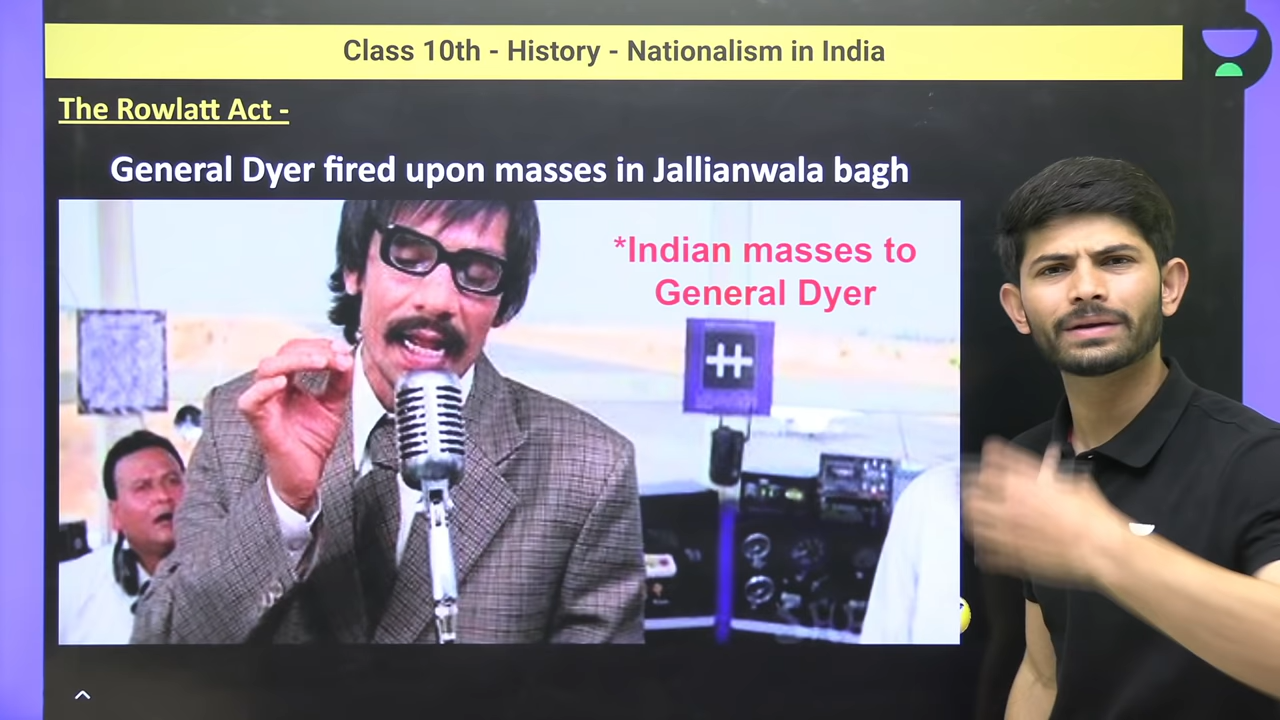 Class 10th - History - Nationalism in India
The Rowlatt Act -
General Dyer fired upon masses in Jallianwala bagh
*Indian masses to
General Dyer